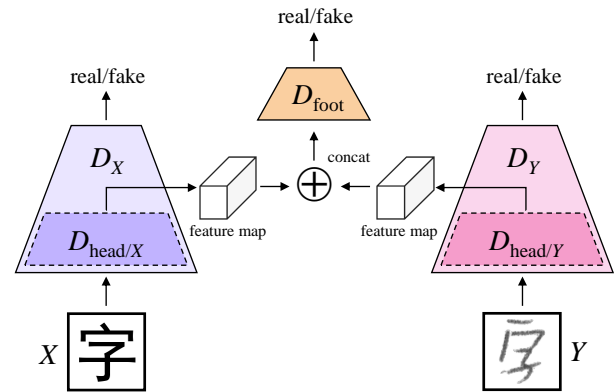 real/fake
real/fake
real/fake
D_foot
D_X
concat
D_Y
feature map
feature map
D_head/X
D_head/Y
X
字
Y